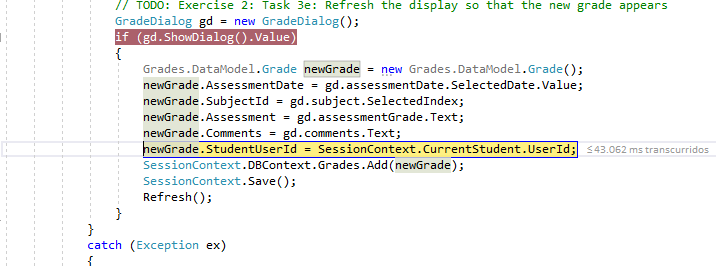 // TODO: Exercise 2: Task 3e: Refresh the display so that the new grade appears
GradeDialog gd = new GradeDialog();
if (gd.ShowDialog().Value)
{
Grades.DataModel.Grade newGrade = new Grades.DataModel.Grade();
newGrade.AssessmentDate = gd.assessmentDate.SelectedDate.Value;
newGrade.SubjectId = gd.subject.SelectedIndex;
newGrade.Assessment = gd.assessmentGrade.Text;
newGrade.Comments = gd.comments.Text;
newGrade.StudentUserId = SessionContext.CurrentStudent.UserId; ≤43.062 ms transcurridos
SessionContext.DBContext.Grades.Add(newGrade);
SessionContext.Save();
Refresh();
}
}
catch (Exception ex)
{